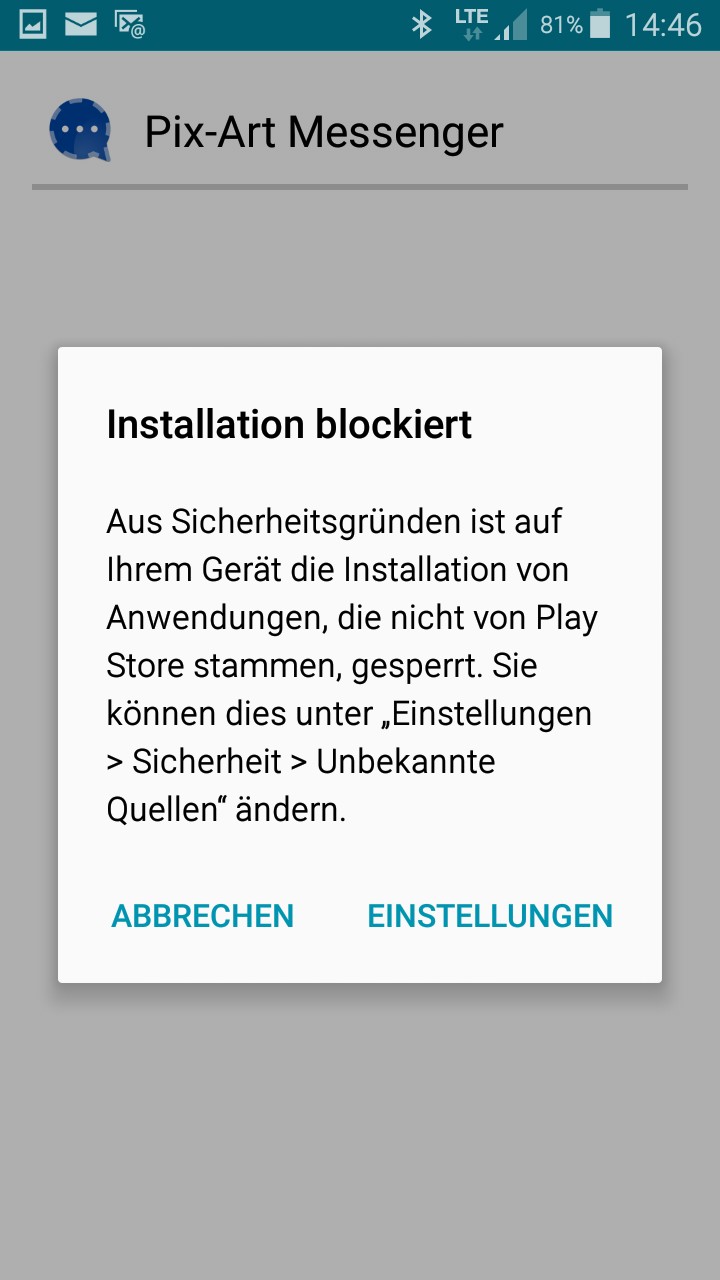 LTE 81% 14:46
Pix-Art Messenger
Installation blockiert
Aus Sicherheitsgründen ist auf
Ihrem Gerät die Installation von
Anwendungen, die nicht von Play
Store stammen, gesperrt. Sie
können dies unter „Einstellungen
> Sicherheit > Unbekannte
Quellen“ ändern.
ABBRECHEN EINSTELLUNGEN